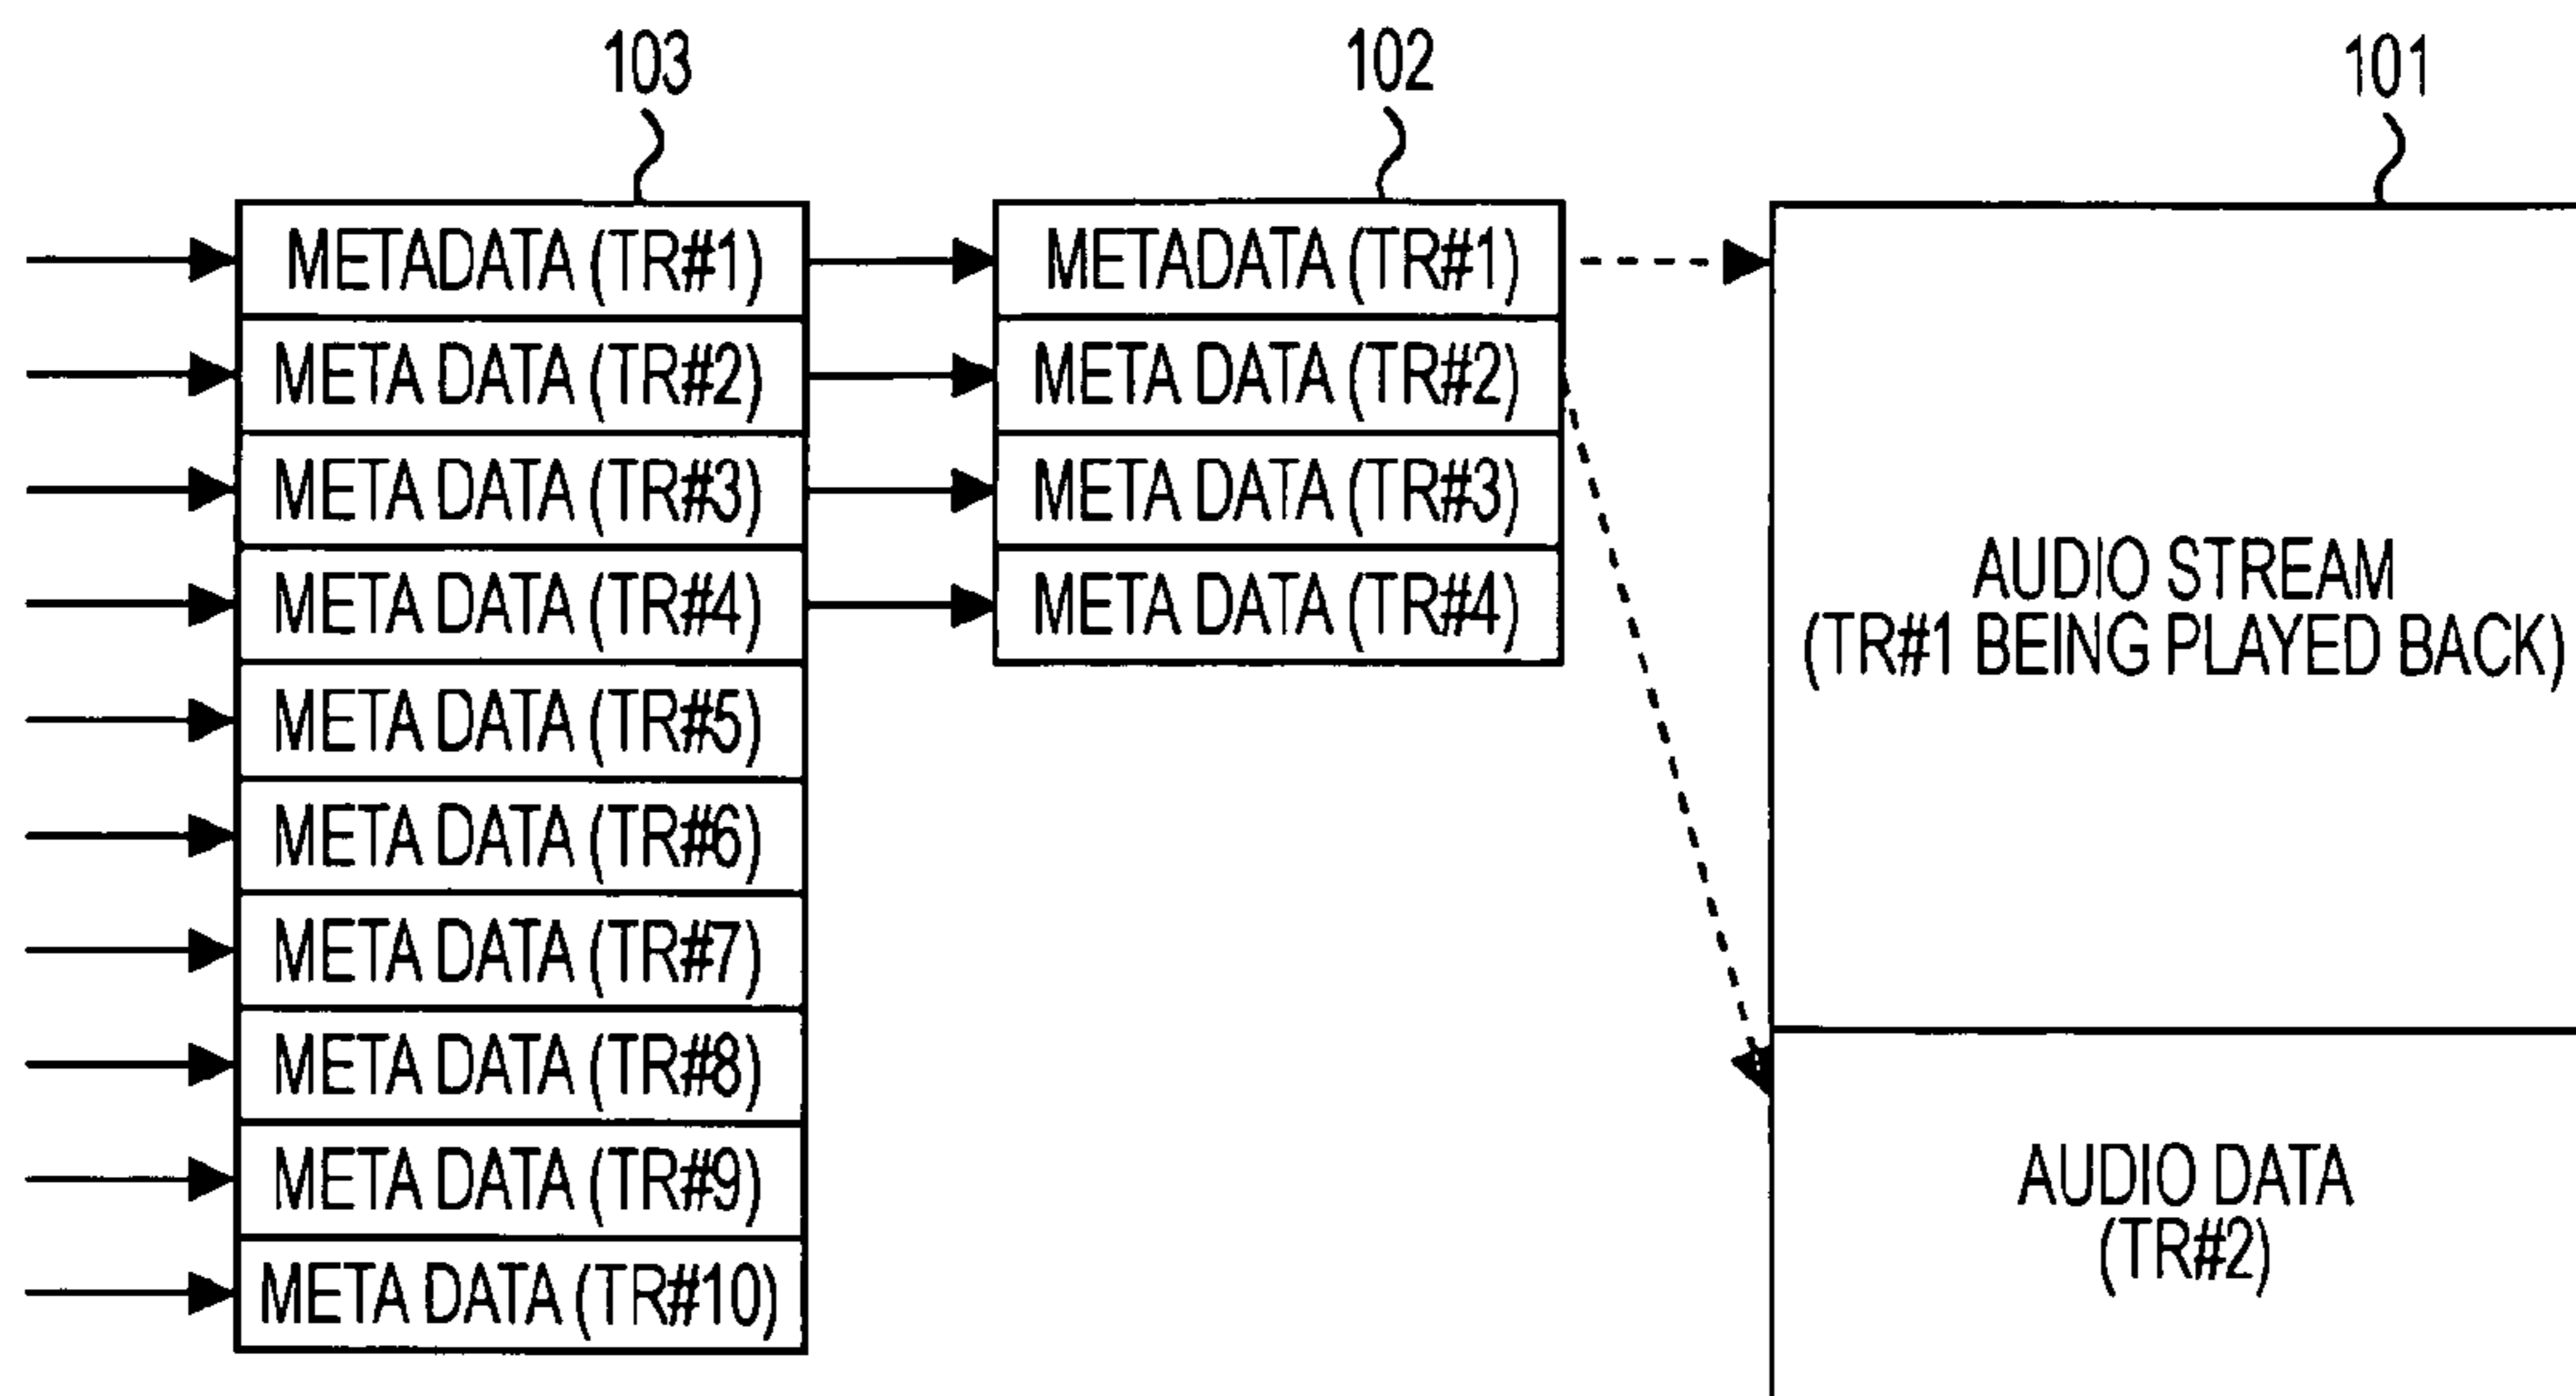 103
102
101
METADATA (TR#1)
META DATA (TR#2)
META DATA (TR#3)
META DATA (TR#4)
META DATA (TR#5)
META DATA (TR#6)
META DATA (TR#7)
META DATA (TR#8)
META DATA (TR#9)
META DATA (TR#10)
METADATA (TR#1)
META DATA (TR#2)
META DATA (TR#3)
META DATA (TR#4)
AUDIO STREAM
(TR#1 BEING PLAYED BACK)
AUDIO DATA
(TR#2)